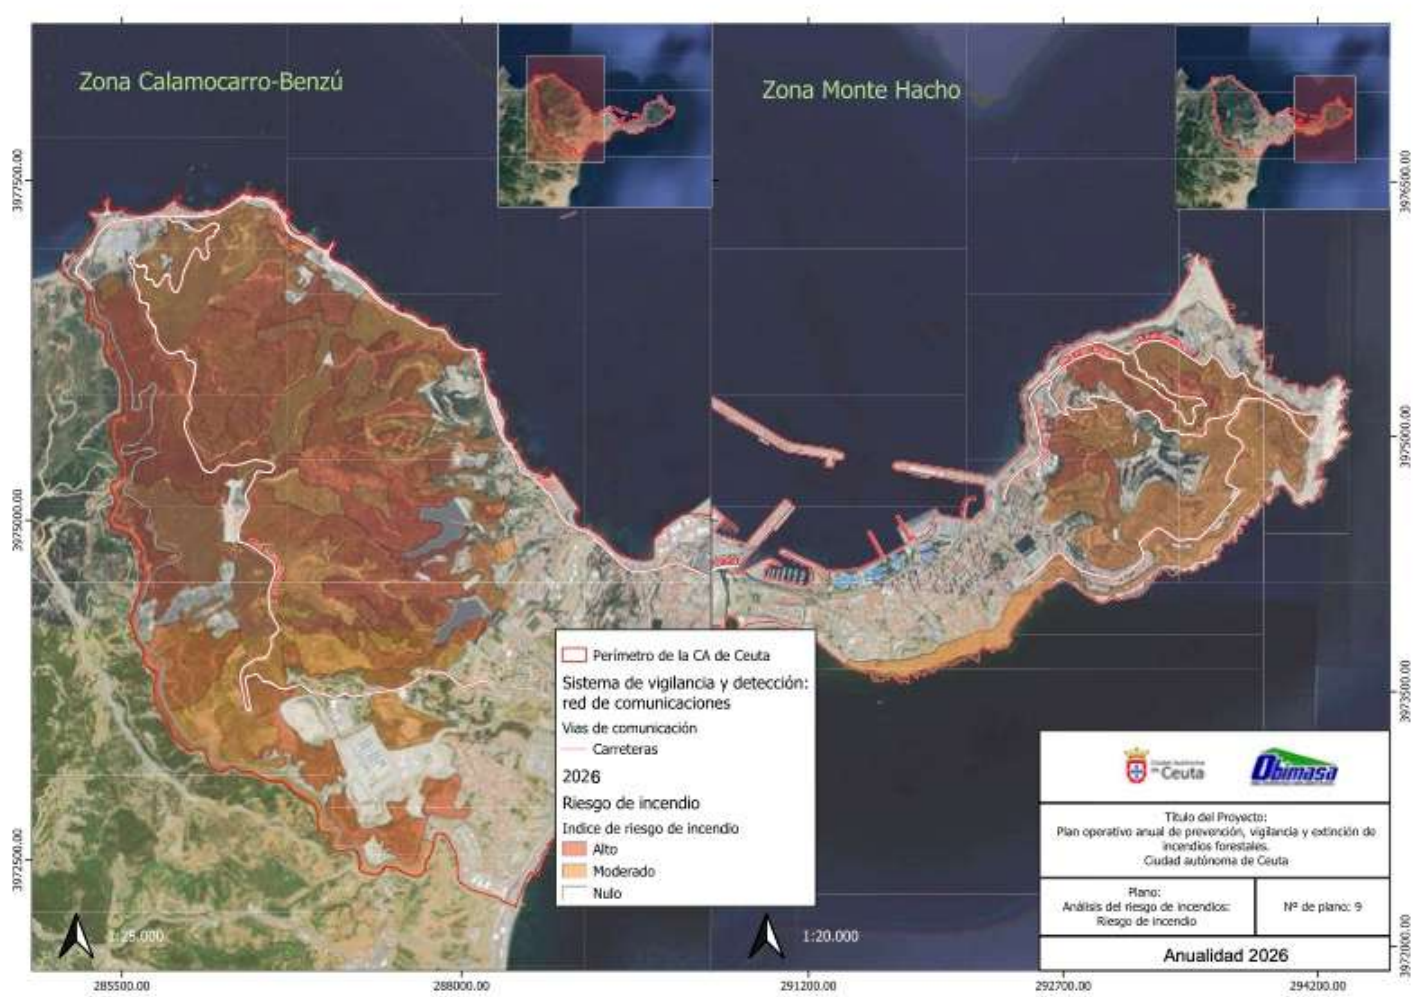 Zona Calamocarro-Benzú
Zona Monte Hacho
3977500.00
3975000.00
3972500.00
3976500.00
3975000.00
3973500.00
3972000.00
Perímetro de la CA de Ceuta
Sistema de vigilancia y detección:
red de comunicaciones
Vias de comunicación
Carreteras
2026
Riesgo de incendio
Indice de riesgo de incendio
Alto
Moderado
Nulo
1:25.000
1:20.000
Ciudad Autónoma
de Ceuta
Obimasa
Título del Proyecto:
Plan operativo anual de prevención, vigilancia y extinción de
incendios forestales.
Ciudad autónoma de Ceuta
Plano:
Análisis del riesgo de incendios:
Riesgo de incendio
Nº de plano: 9
Anualidad 2026
285500.00
288000.00
291200.00
292700.00
294200.00